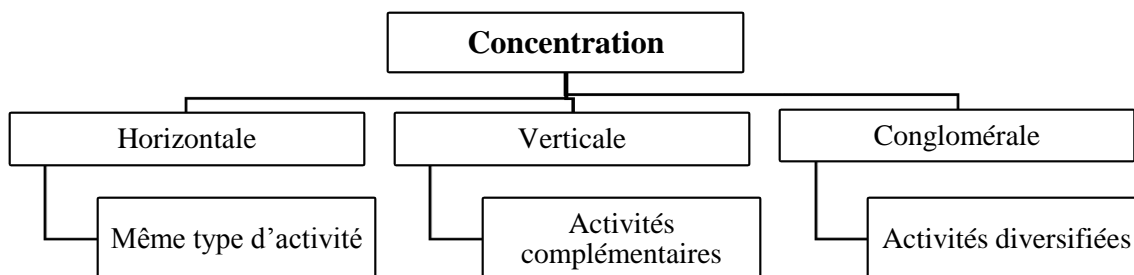 Concentration
Horizontale
Verticale
Conglomérale
Même type d’activité
Activités
complémentaires
Activités diversifiées